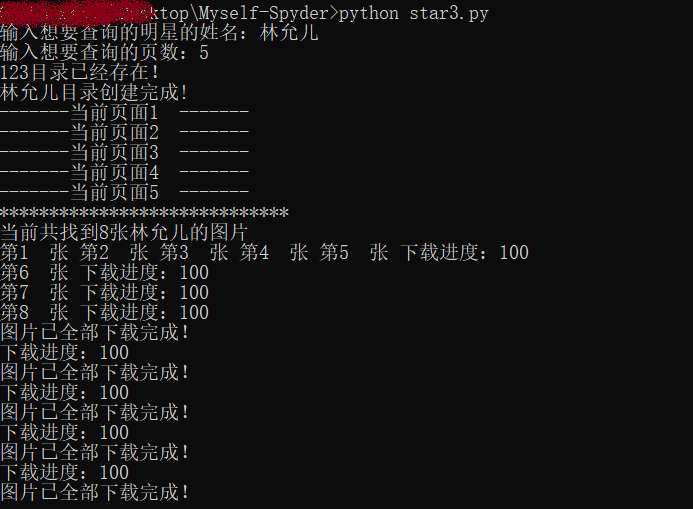 ktop\Myself-Spyder>python star3.py
输入想要查询的明星的姓名：林允儿
输入想要查询的页数：5
123目录已经存在！
林允儿目录创建完成！
-------当前页面1  -------
-------当前页面2  -------
-------当前页面3  -------
-------当前页面4  -------
-------当前页面5  -------
*****************************
当前共找到8张林允儿的图片
第1  张 第2  张 第3  张 第4  张 第5  张 下载进度：100
第6  张 下载进度：100
第7  张 下载进度：100
第8  张 下载进度：100
图片已全部下载完成！
下载进度：100
图片已全部下载完成！
下载进度：100
图片已全部下载完成！
下载进度：100
图片已全部下载完成！
下载进度：100
图片已全部下载完成！